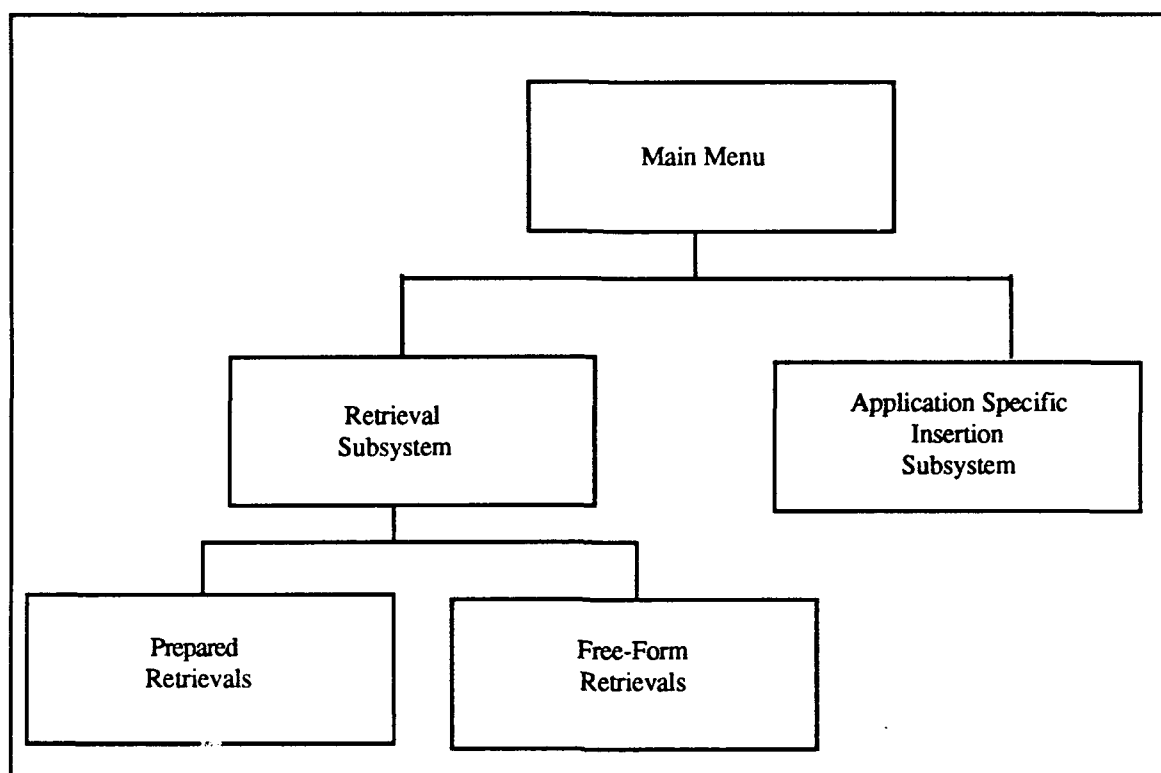 Main Menu
Retrieval
Subsystem
Application Specific
Insertion
Subsystem
Prepared
Retrievals
Free-Form
Retrievals